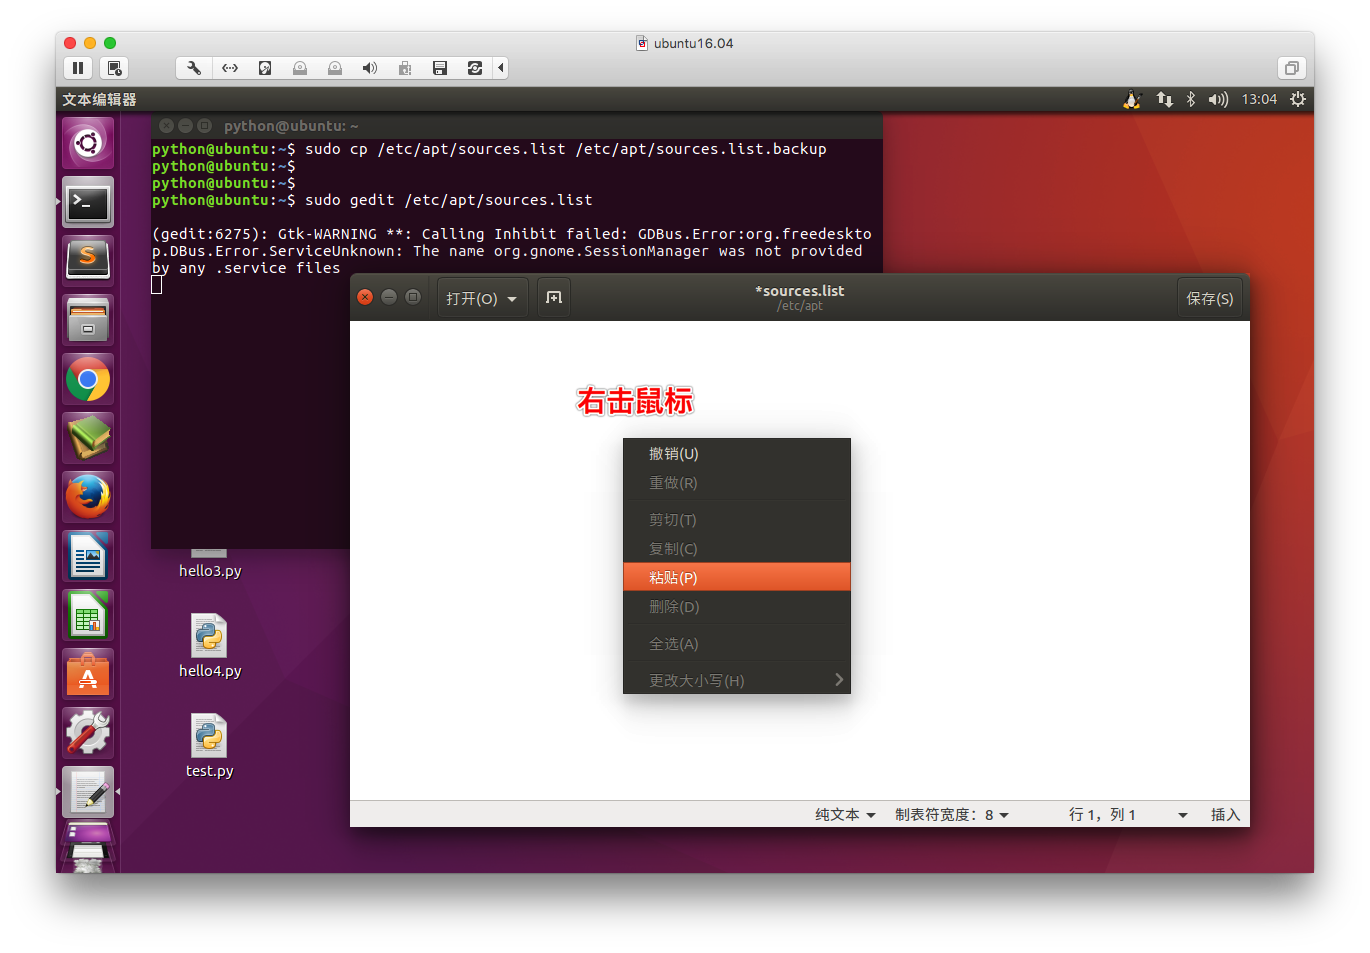 ubuntu16.04
文本编辑器
13:04
python@ubuntu: ~
python@ubuntu:~$ sudo cp /etc/apt/sources.list /etc/apt/sources.list.backup
python@ubuntu:~$
python@ubuntu:~$
python@ubuntu:~$ sudo gedit /etc/apt/sources.list
(gedit:6275): Gtk-WARNING **: Calling Inhibit failed: GDBus.Error:org.freedeskto
p.DBus.Error.ServiceUnknown: The name org.gnome.SessionManager was not provided
by any .service files
打开(O)
*sources.list
/etc/apt
保存(S)
右击鼠标
撤销(U)
重做(R)
剪切(T)
复制(C)
粘贴(P)
删除(D)
全选(A)
更改大小写(H)
hello3.py
hello4.py
test.py
纯文本 制表符宽度：8 行 1，列 1 插入